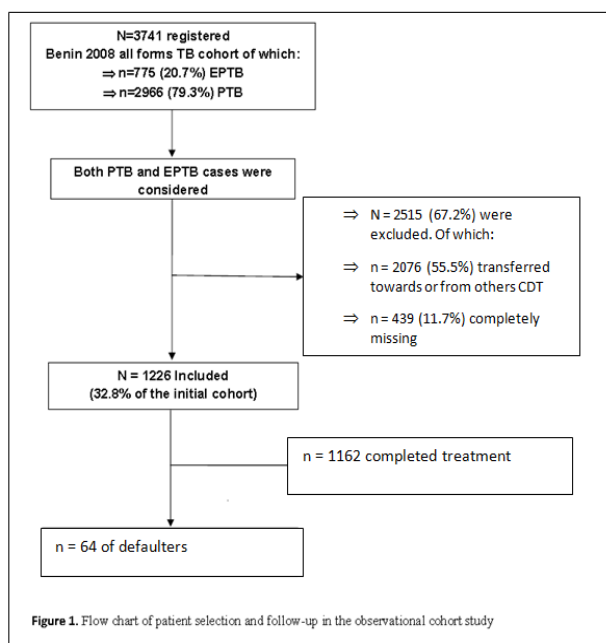 N=3741 registered
Benin 2008 all forms TB cohort of which:
⇒ n=775 (20.7%) EPTB
⇒ n=2966 (79.3%) PTB
Both PTB and EPTB cases were
considered
⇒ N = 2515 (67.2%) were
excluded. Of which:
⇒ n = 2076 (55.5%) transferred
towards or from others CDT
⇒ n = 439 (11.7%) completely
missing
N = 1226 Included
(32.8% of the initial cohort)
n = 1162 completed treatment
n = 64 of defaulters
Figure 1. Flow chart of patient selection and follow-up in the observational cohort study